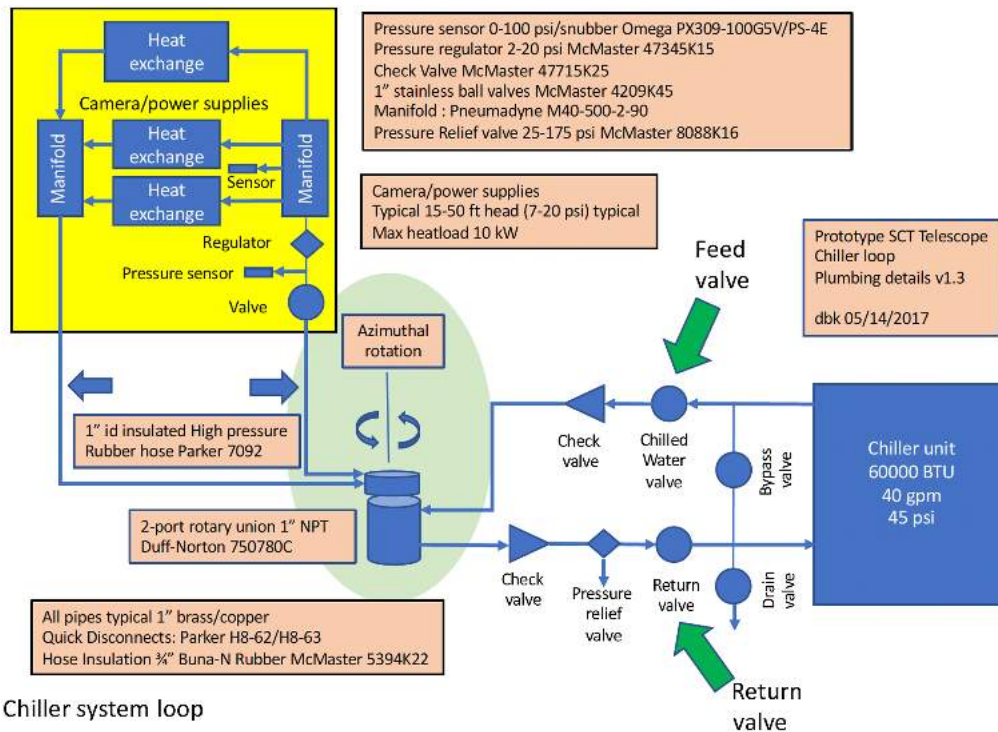 Heat
exchange
Camera/power supplies
Manifold
Heat
exchange
Manifold
Sensor
Heat
exchange
Regulator
Pressure sensor
Valve
Pressure sensor 0-100 psi/snubber Omega PX309-100G5V/PS-4E
Pressure regulator 2-20 psi McMaster 47345K15
Check Valve McMaster 47715K25
1” stainless ball valves McMaster 4209K45
Manifold : Pneumadyne M40-500-2-90
Pressure Relief valve 25-175 psi McMaster 8088K16
Camera/power supplies
Typical 15-50 ft head (7-20 psi) typical
Max heatload 10 kW
Feed
valve
Prototype SCT Telescope
Chiller loop
Plumbing details v1.3
dbk 05/14/2017
Azimuthal
rotation
1” id insulated High pressure
Rubber hose Parker 7092
Check
valve
Chilled
Water
valve
Bypass
valve
Chiller unit
60000 BTU
40 gpm
45 psi
2-port rotary union 1” NPT
Duff-Norton 750780C
Check
valve
Pressure
relief
valve
Return
valve
Drain
valve
All pipes typical 1” brass/copper
Quick Disconnects: Parker H8-62/H8-63
Hose Insulation ¾” Buna-N Rubber McMaster 5394K22
Return
valve
Chiller system loop